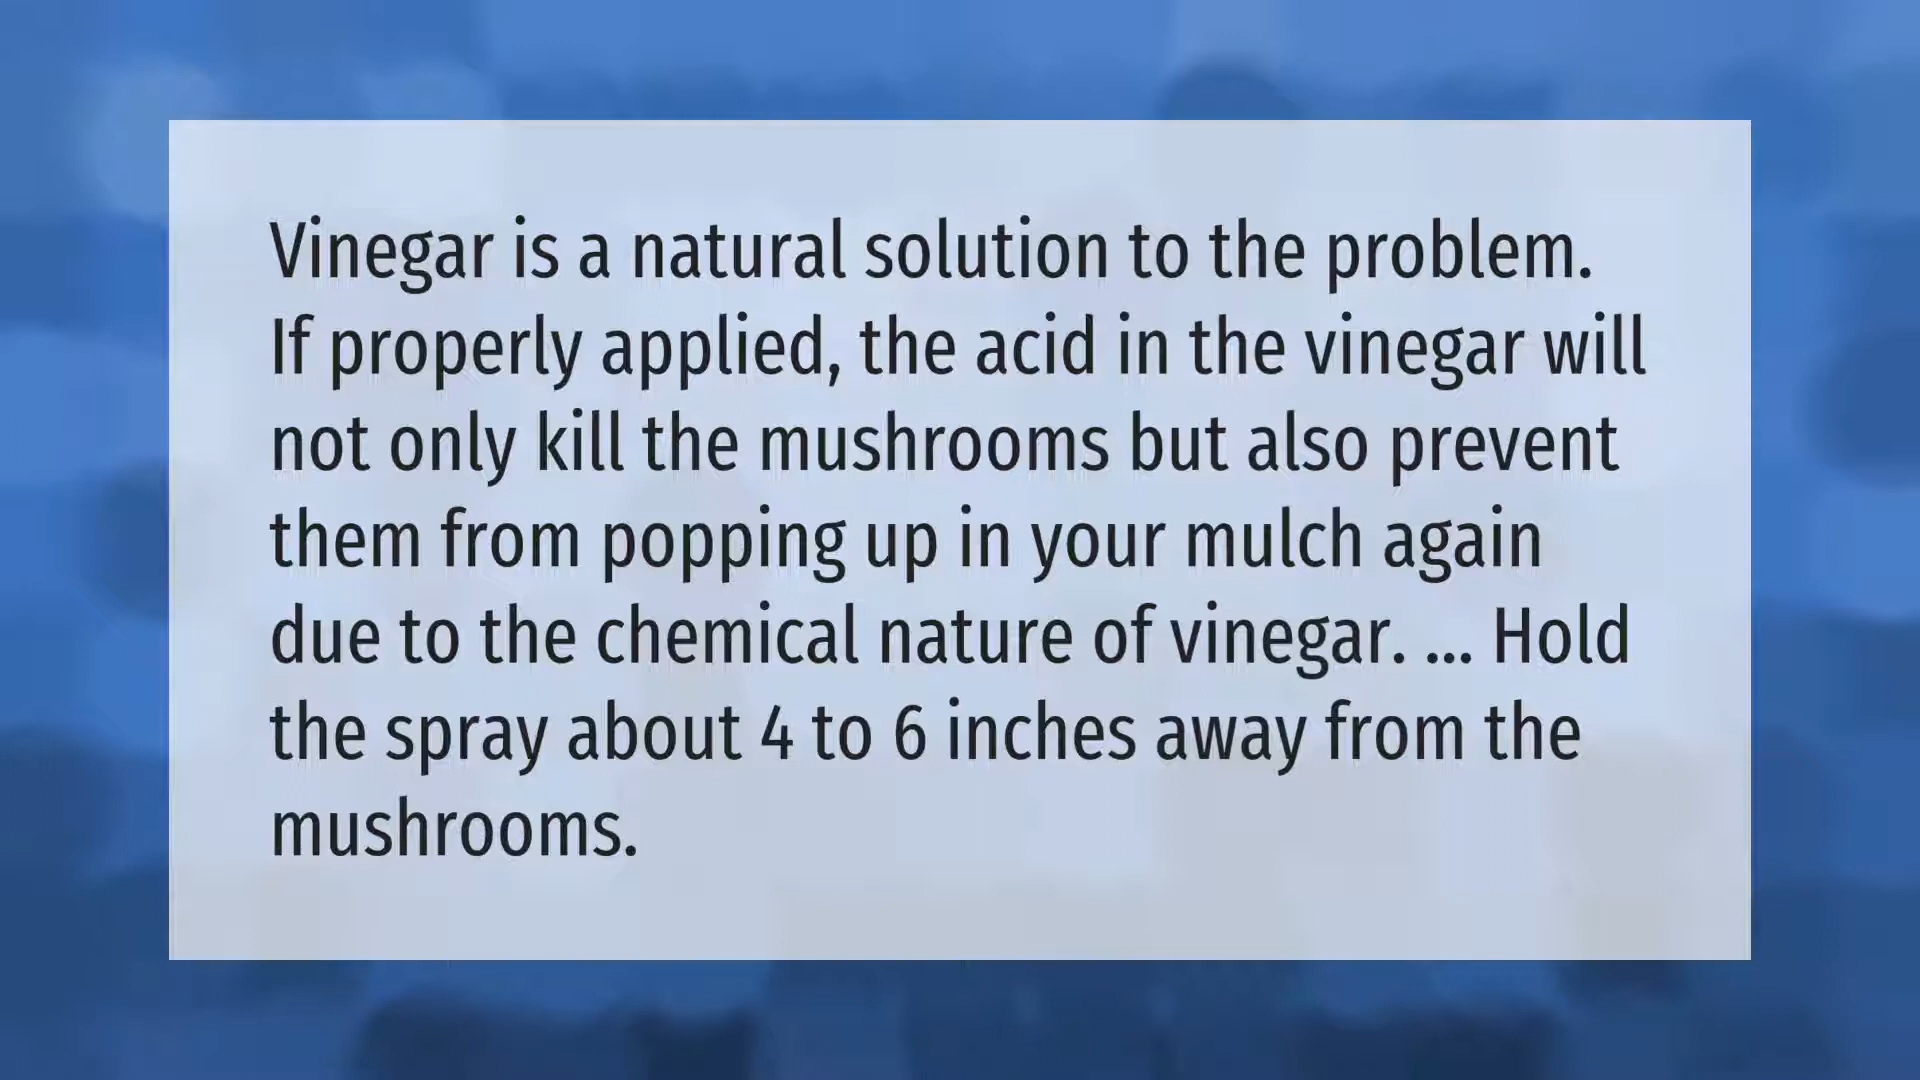 Vinegar is a natural solution to the problem.
If properly applied, the acid in the vinegar will
not only kill the mushrooms but also prevent
them from popping up in your mulch again
due to the chemical nature of vinegar. ... Hold
the spray about 4 to 6 inches away from the
mushrooms.